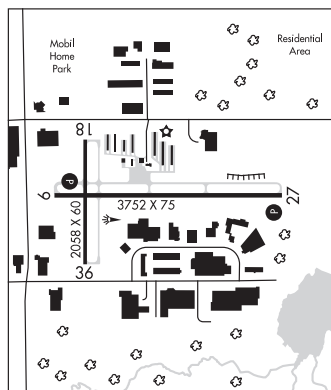 Mobil
Home
Park
Residential
Area
18
P
9
27
3752 X 75
P
2058 X 60
36